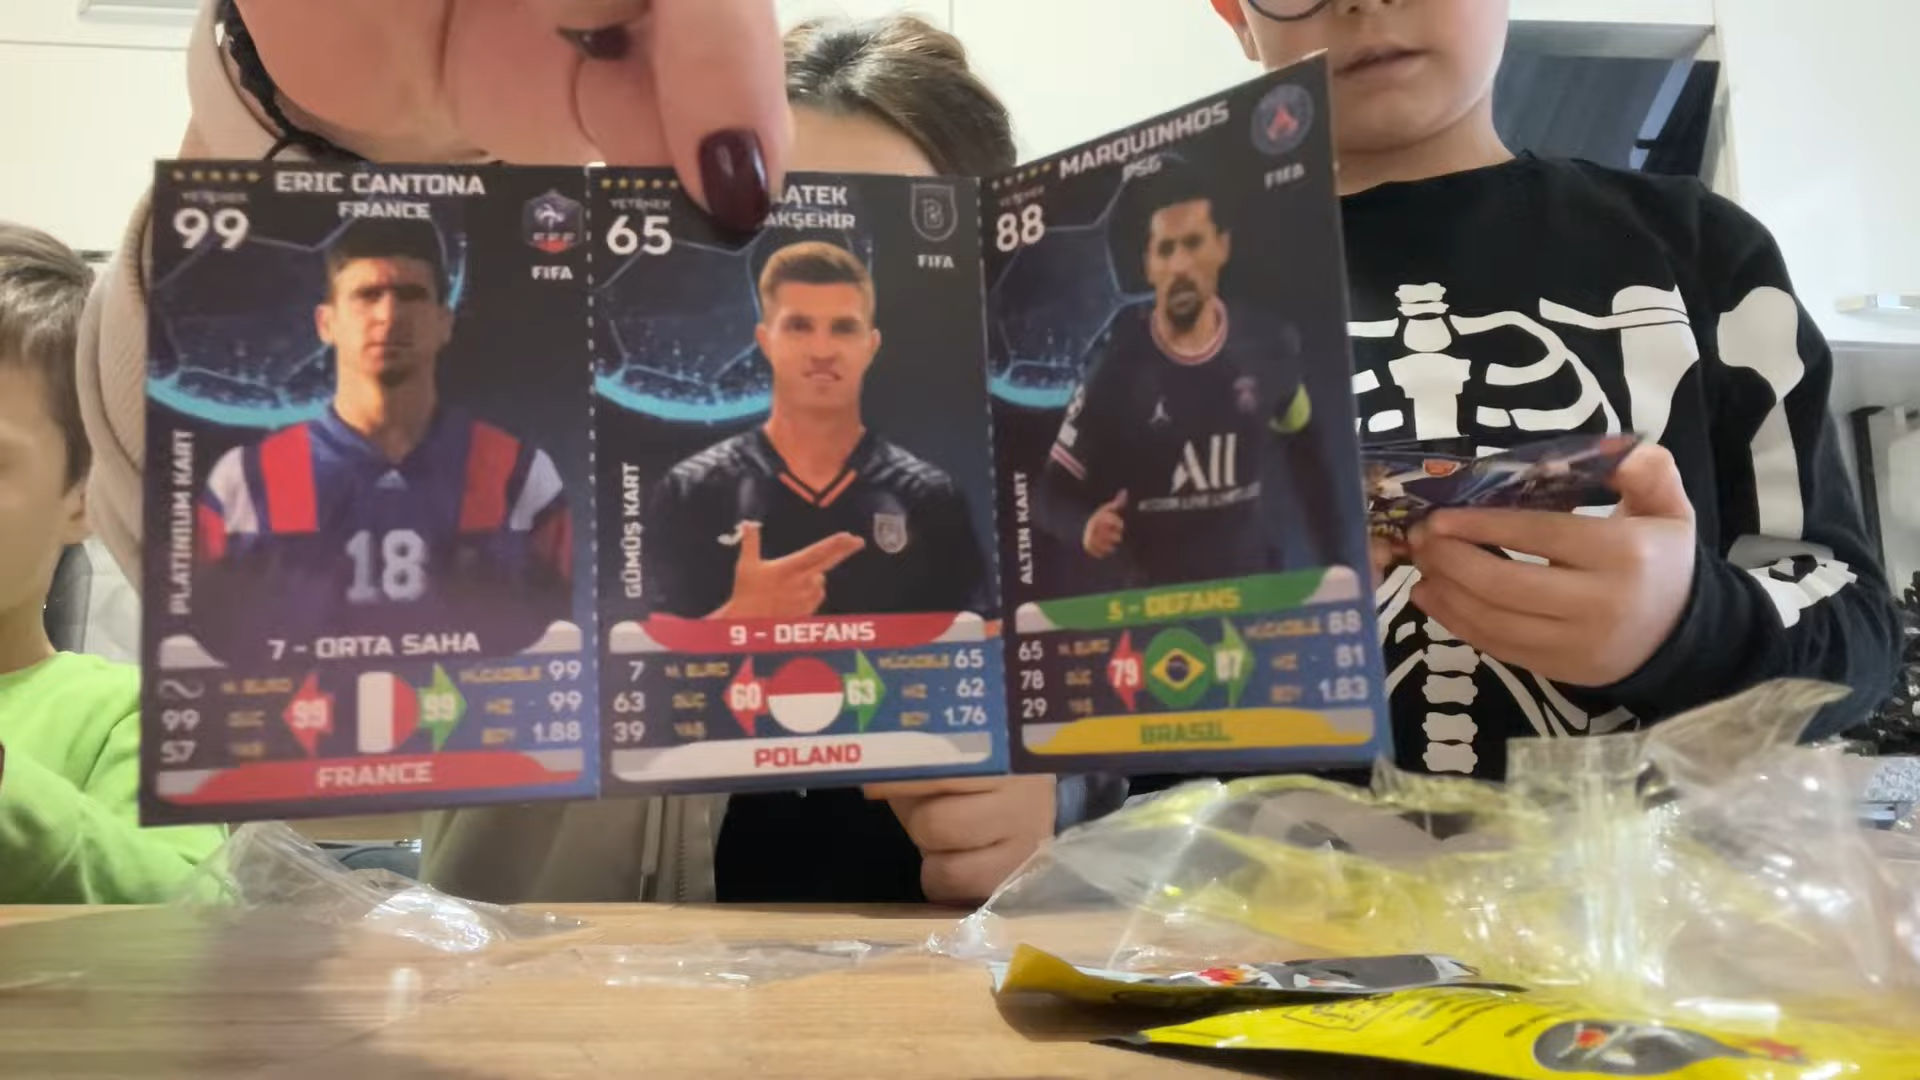 ERIC CANTONA
FRANCE
YETENEK
99
FIFA
PLATINIUM KART
18
7 - ORTA SAHA
M. EURO
MÜCADELE 99
99 GÜÇ
99
99
HIZ - 99
57 YAŞ
BOY 1.88
FRANCE
ĄTEK
AKŞEHİR
YETENEK
65
FIFA
GÜMÜŞ KART
9 - DEFANS
7 M. EURO
MÜCADELE 65
63 GÜÇ
60
63
HIZ - 62
39 YAŞ
BOY 1.76
POLAND
MARQUINHOS
PSG
YETENEK
88
FIFA
ALTIN KART
ALL
5 - DEFANS
65 M. EURO
MÜCADELE 88
78 GÜÇ
79
87
HIZ - 81
29 YAŞ
BOY 1.83
BRASIL